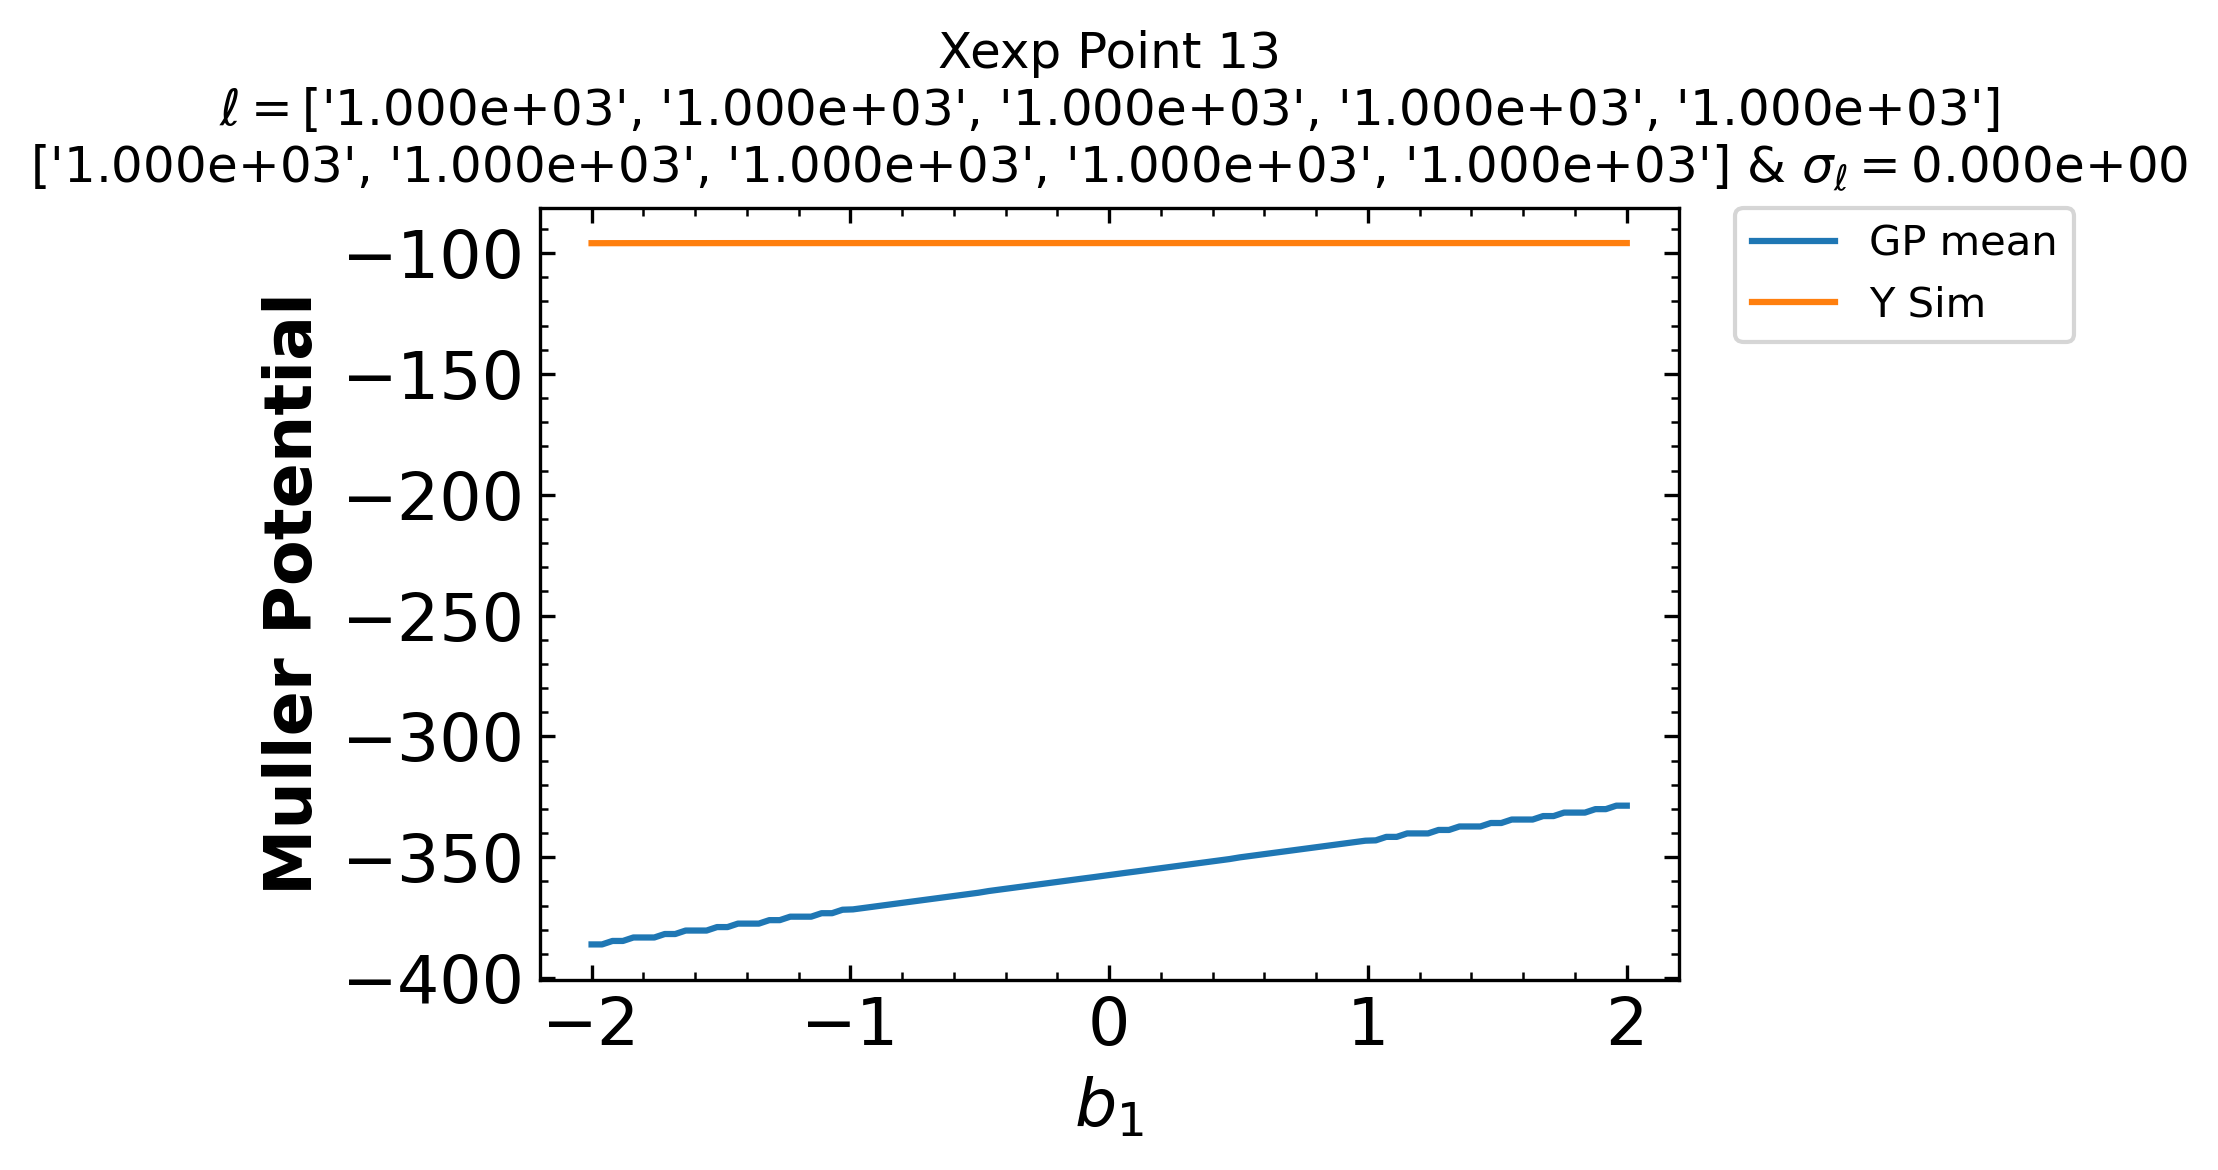 Xexp Point 13
ℓ = ['1.000e+03', '1.000e+03', '1.000e+03', '1.000e+03', '1.000e+03']
['1.000e+03', '1.000e+03', '1.000e+03', '1.000e+03', '1.000e+03'] & σℓ = 0.000e+00
GP mean
Y Sim
Muller Potential
−100
−150
−200
−250
−300
−350
−400
−2 −1 0 1 2
b₁